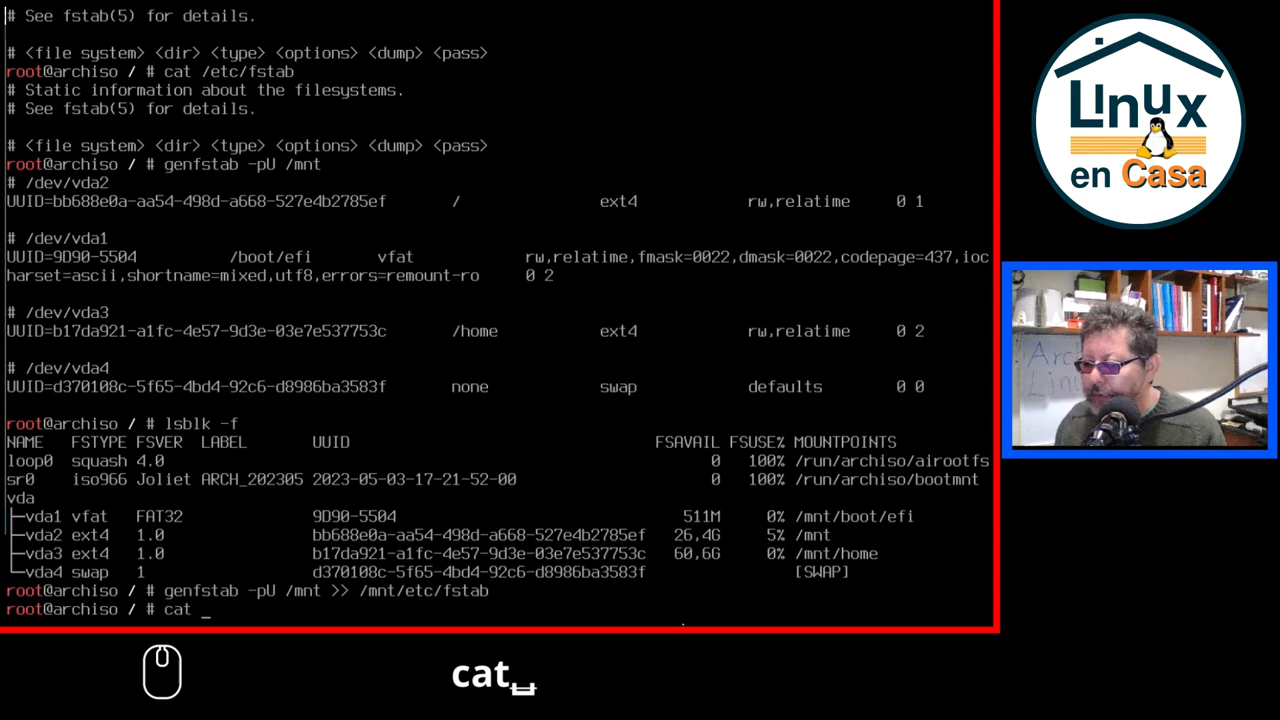 # See fstab(5) for details.
# <file system> <dir> <type> <options> <dump> <pass>
root@archiso / # cat /etc/fstab
# Static information about the filesystems.
# See fstab(5) for details.
# <file system> <dir> <type> <options> <dump> <pass>
root@archiso / # genfstab -pU /mnt
# /dev/vda2
UUID=bb688e0a-aa54-498d-a668-527e4b2785ef / ext4 rw,relatime 0 1
# /dev/vda1
UUID=9D90-5504 /boot/efi vfat rw,relatime,fmask=0022,dmask=0022,codepage=437,ioc
harset=ascii,shortname=mixed,utf8,errors=remount-ro 0 2
# /dev/vda3
UUID=b17da921-a1fc-4e57-9d3e-03e7e537753c /home ext4 rw,relatime 0 2
# /dev/vda4
UUID=d370108c-5f65-4bd4-92c6-d8986ba3583f none swap defaults 0 0
root@archiso / # lsblk -f
NAME FSTYPE FSVER LABEL UUID FSAVAIL FSUSE% MOUNTPOINTS
loop0 squash 4.0 0 100% /run/archiso/airootfs
sr0 iso966 Joliet ARCH_202305 2023-05-03-17-21-52-00 0 100% /run/archiso/bootmnt
vda
├─vda1 vfat FAT32 9D90-5504 511M 0% /mnt/boot/efi
├─vda2 ext4 1.0 bb688e0a-aa54-498d-a668-527e4b2785ef 26,4G 5% /mnt
├─vda3 ext4 1.0 b17da921-a1fc-4e57-9d3e-03e7e537753c 60,6G 0% /mnt/home
└─vda4 swap 1 d370108c-5f65-4bd4-92c6-d8986ba3583f [SWAP]
root@archiso / # genfstab -pU /mnt >> /mnt/etc/fstab
root@archiso / # cat _
cat␣
Linux
en Casa
Arc
Lin